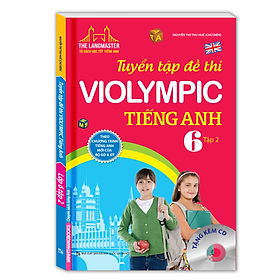 NGUYỄN THỊ THU HUẾ (CHỦ BIÊN)
THE LANGMASTER
TỦ SÁCH HỌC TỐT TIẾNG ANH
Tuyển tập đề thi
VIOLYMPIC
TIẾNG ANH
6 Tập 2
THEO
CHƯƠNG TRÌNH
TIẾNG ANH
MỚI CỦA
BỘ GD & ĐT
TẶNG KÈM CD
Tuyển tập đề thi VIOLYMPIC Tiếng Anh
Lớp 6 tập 2